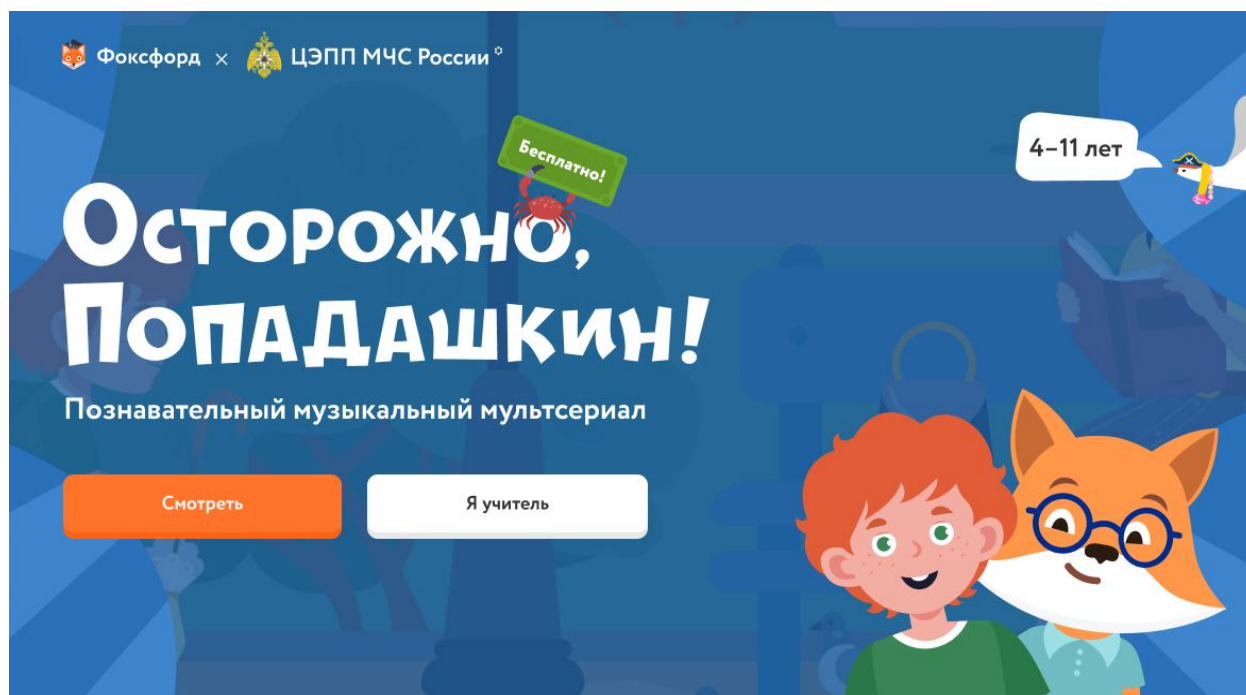 Фоксфорд × ЦЭПП МЧС России
Бесплатно!
4–11 лет
Осторожно,
Попадашкин!
Познавательный музыкальный мультсериал
Смотреть
Я учитель